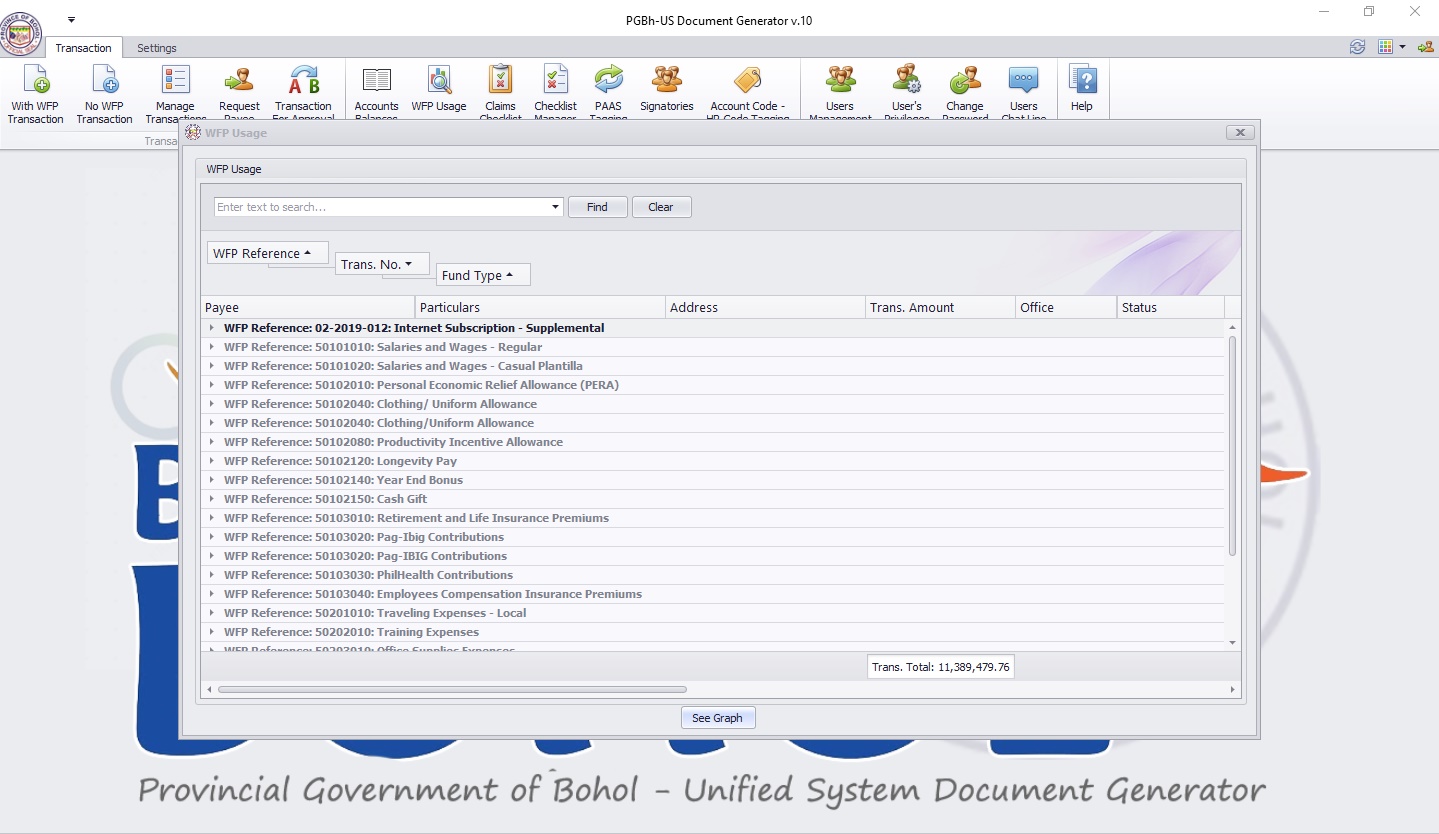 PGBh-US Document Generator v.10
Transaction
Settings
With WFP
Transaction
No WFP
Transaction
Manage
Transactions
Request
Payee
Transaction
For Approval
Accounts
Balances
WFP Usage
Claims
Checklist
Checklist
Manager
PAAS
Tagging
Signatories
Account Code -
HR Code Tagging
Users
Management
User's
Privileges
Change
Password
Users
Chat Line
Help
Transa
WFP Usage
WFP Usage
Enter text to search...
Find
Clear
WFP Reference
Trans. No.
Fund Type
Payee
Particulars
Address
Trans. Amount
Office
Status
WFP Reference: 02-2019-012: Internet Subscription - Supplemental
WFP Reference: 50101010: Salaries and Wages - Regular
WFP Reference: 50101020: Salaries and Wages - Casual Plantilla
WFP Reference: 50102010: Personal Economic Relief Allowance (PERA)
WFP Reference: 50102040: Clothing/ Uniform Allowance
WFP Reference: 50102040: Clothing/Uniform Allowance
WFP Reference: 50102080: Productivity Incentive Allowance
WFP Reference: 50102120: Longevity Pay
WFP Reference: 50102140: Year End Bonus
WFP Reference: 50102150: Cash Gift
WFP Reference: 50103010: Retirement and Life Insurance Premiums
WFP Reference: 50103020: Pag-Ibig Contributions
WFP Reference: 50103020: Pag-IBIG Contributions
WFP Reference: 50103030: PhilHealth Contributions
WFP Reference: 50103040: Employees Compensation Insurance Premiums
WFP Reference: 50201010: Traveling Expenses - Local
WFP Reference: 50202010: Training Expenses
WFP Reference: 50203010: Office Supplies Expenses
Trans. Total: 11,389,479.76
See Graph
Provincial Government of Bohol - Unified System Document Generator